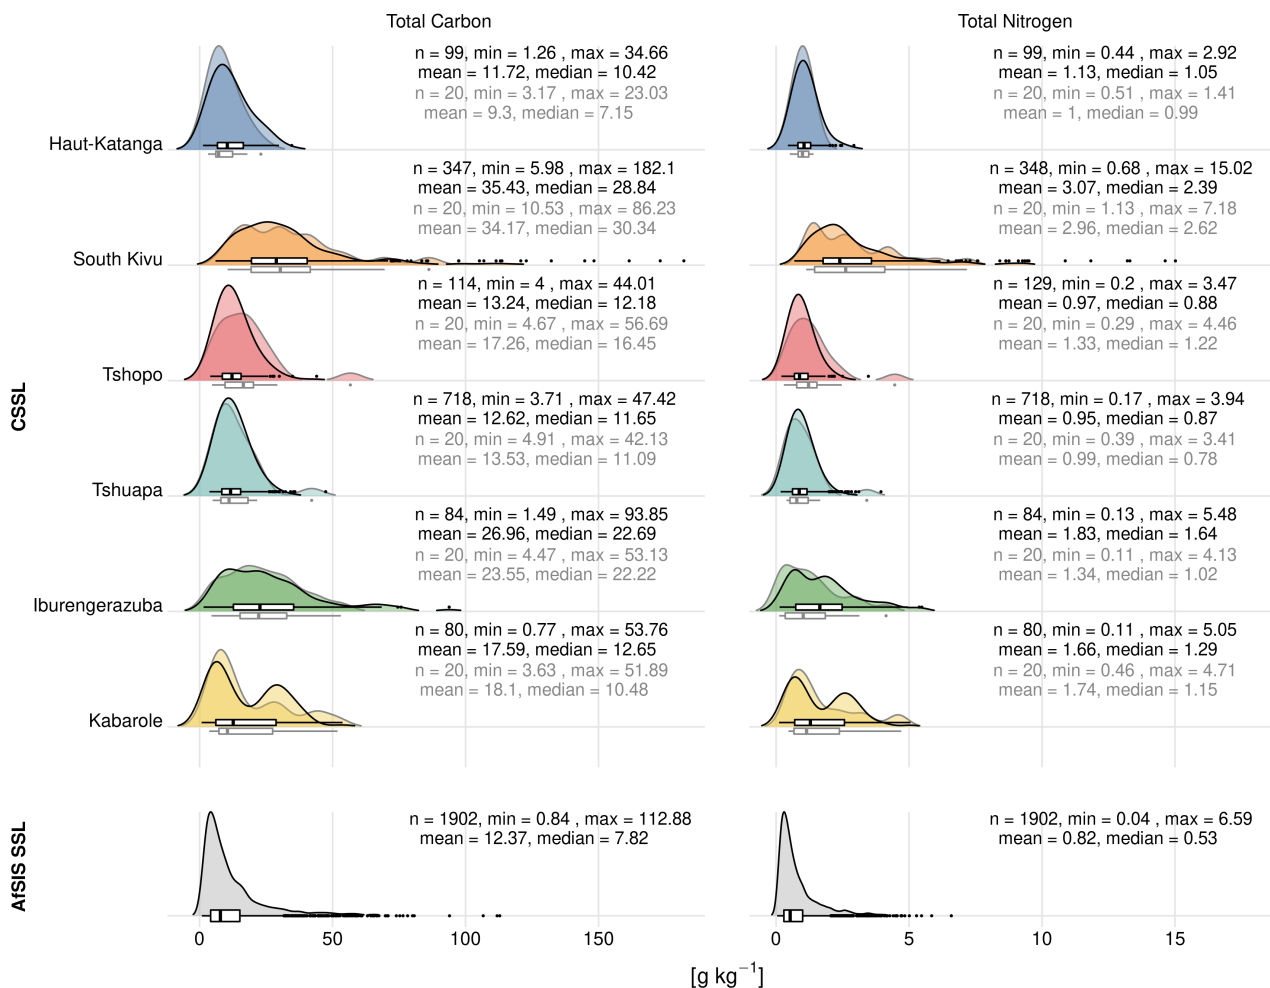 Total Carbon
Total Nitrogen
n = 99, min = 1.26 , max = 34.66
mean = 11.72, median = 10.42
n = 20, min = 3.17 , max = 23.03
mean = 9.3, median = 7.15
n = 99, min = 0.44 , max = 2.92
mean = 1.13, median = 1.05
n = 20, min = 0.51 , max = 1.41
mean = 1, median = 0.99
Haut-Katanga
n = 347, min = 5.98 , max = 182.1
mean = 35.43, median = 28.84
n = 20, min = 10.53 , max = 86.23
mean = 34.17, median = 30.34
n = 348, min = 0.68 , max = 15.02
mean = 3.07, median = 2.39
n = 20, min = 1.13 , max = 7.18
mean = 2.96, median = 2.62
South Kivu
n = 114, min = 4 , max = 44.01
mean = 13.24, median = 12.18
n = 20, min = 4.67 , max = 56.69
mean = 17.26, median = 16.45
n = 129, min = 0.2 , max = 3.47
mean = 0.97, median = 0.88
n = 20, min = 0.29 , max = 4.46
mean = 1.33, median = 1.22
Tshopo
CSSL
n = 718, min = 3.71 , max = 47.42
mean = 12.62, median = 11.65
n = 20, min = 4.91 , max = 42.13
mean = 13.53, median = 11.09
n = 718, min = 0.17 , max = 3.94
mean = 0.95, median = 0.87
n = 20, min = 0.39 , max = 3.41
mean = 0.99, median = 0.78
Tshuapa
n = 84, min = 1.49 , max = 93.85
mean = 26.96, median = 22.69
n = 20, min = 4.47 , max = 53.13
mean = 23.55, median = 22.22
n = 84, min = 0.13 , max = 5.48
mean = 1.83, median = 1.64
n = 20, min = 0.11 , max = 4.13
mean = 1.34, median = 1.02
Iburengerazuba
n = 80, min = 0.77 , max = 53.76
mean = 17.59, median = 12.65
n = 20, min = 3.63 , max = 51.89
mean = 18.1, median = 10.48
n = 80, min = 0.11 , max = 5.05
mean = 1.66, median = 1.29
n = 20, min = 0.46 , max = 4.71
mean = 1.74, median = 1.15
Kabarole
AfSIS SSL
n = 1902, min = 0.84 , max = 112.88
mean = 12.37, median = 7.82
n = 1902, min = 0.04 , max = 6.59
mean = 0.82, median = 0.53
0 50 100 150
0 5 10 15
[g kg⁻¹]